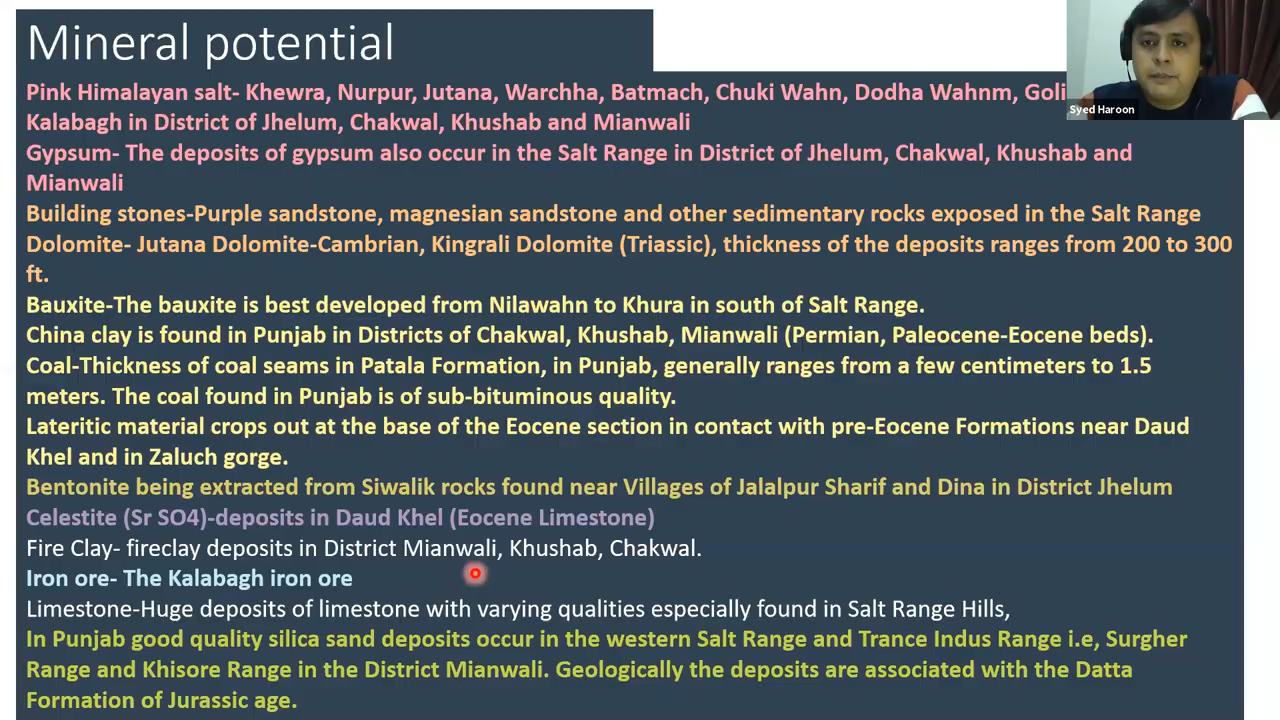 Mineral potential
Syed Haroon
Pink Himalayan salt- Khewra, Nurpur, Jutana, Warchha, Batmach, Chuki Wahn, Dodha Wahnm, Goli
Kalabagh in District of Jhelum, Chakwal, Khushab and Mianwali
Gypsum- The deposits of gypsum also occur in the Salt Range in District of Jhelum, Chakwal, Khushab and
Mianwali
Building stones-Purple sandstone, magnesian sandstone and other sedimentary rocks exposed in the Salt Range
Dolomite- Jutana Dolomite-Cambrian, Kingrali Dolomite (Triassic), thickness of the deposits ranges from 200 to 300
ft.
Bauxite-The bauxite is best developed from Nilawahn to Khura in south of Salt Range.
China clay is found in Punjab in Districts of Chakwal, Khushab, Mianwali (Permian, Paleocene-Eocene beds).
Coal-Thickness of coal seams in Patala Formation, in Punjab, generally ranges from a few centimeters to 1.5
meters. The coal found in Punjab is of sub-bituminous quality.
Lateritic material crops out at the base of the Eocene section in contact with pre-Eocene Formations near Daud
Khel and in Zaluch gorge.
Bentonite being extracted from Siwalik rocks found near Villages of Jalalpur Sharif and Dina in District Jhelum
Celestite (Sr SO4)-deposits in Daud Khel (Eocene Limestone)
Fire Clay- fireclay deposits in District Mianwali, Khushab, Chakwal.
Iron ore- The Kalabagh iron ore
Limestone-Huge deposits of limestone with varying qualities especially found in Salt Range Hills,
In Punjab good quality silica sand deposits occur in the western Salt Range and Trance Indus Range i.e, Surgher
Range and Khisore Range in the District Mianwali. Geologically the deposits are associated with the Datta
Formation of Jurassic age.